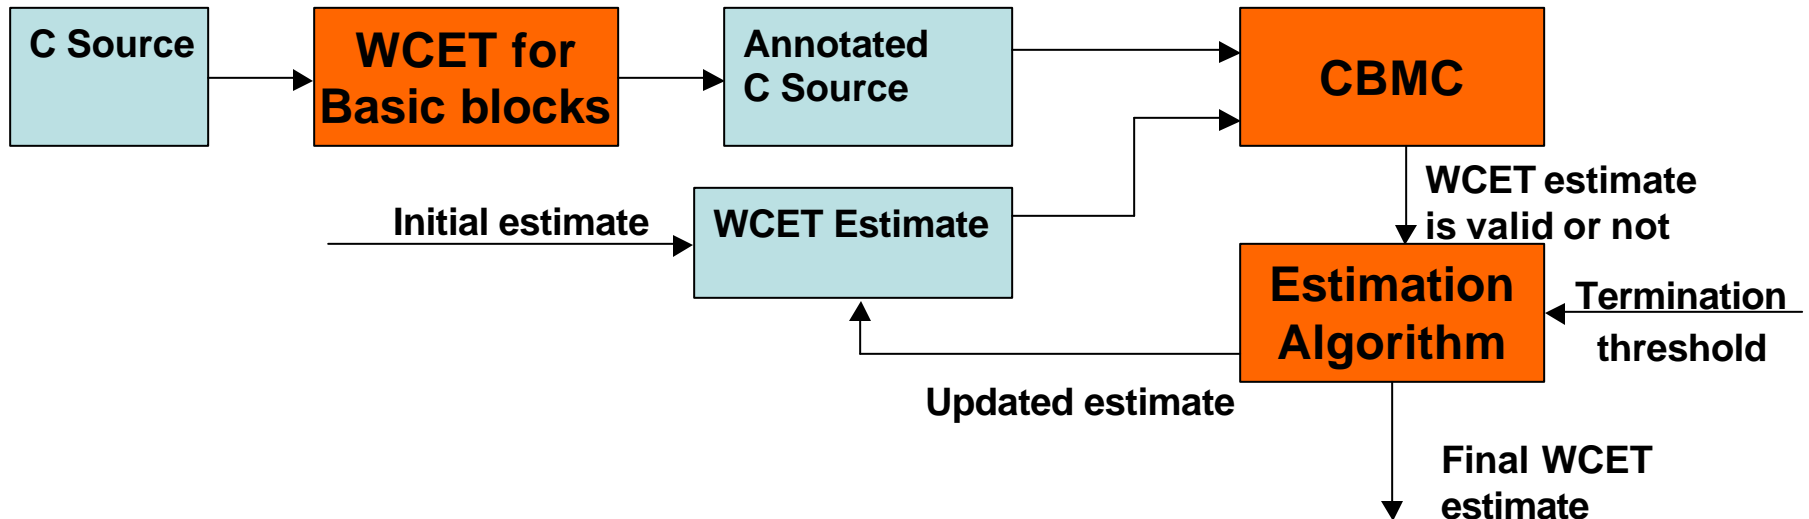 C Source
WCET for
Basic blocks
Annotated
C Source
CBMC
WCET estimate
is valid or not
Initial estimate
WCET Estimate
Estimation
Algorithm
Termination
threshold
Updated estimate
Final WCET
estimate